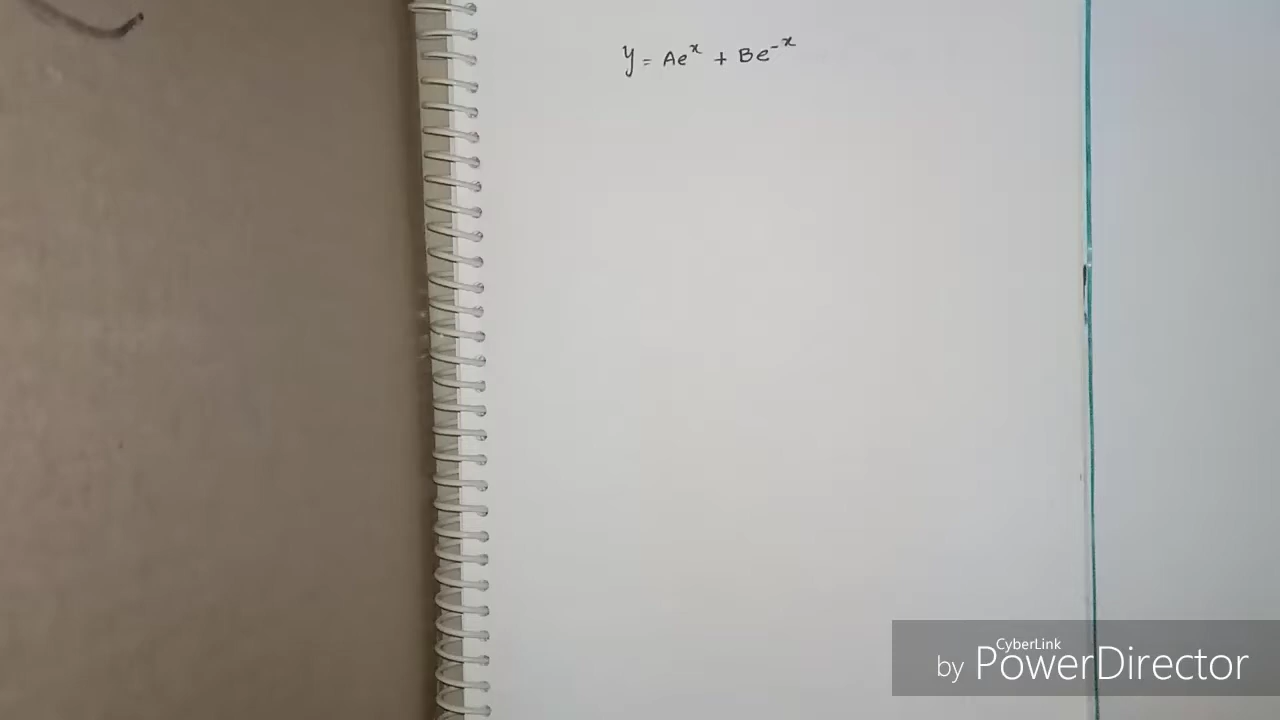 y = Ae^x + Be^-x
CyberLink
by PowerDirector